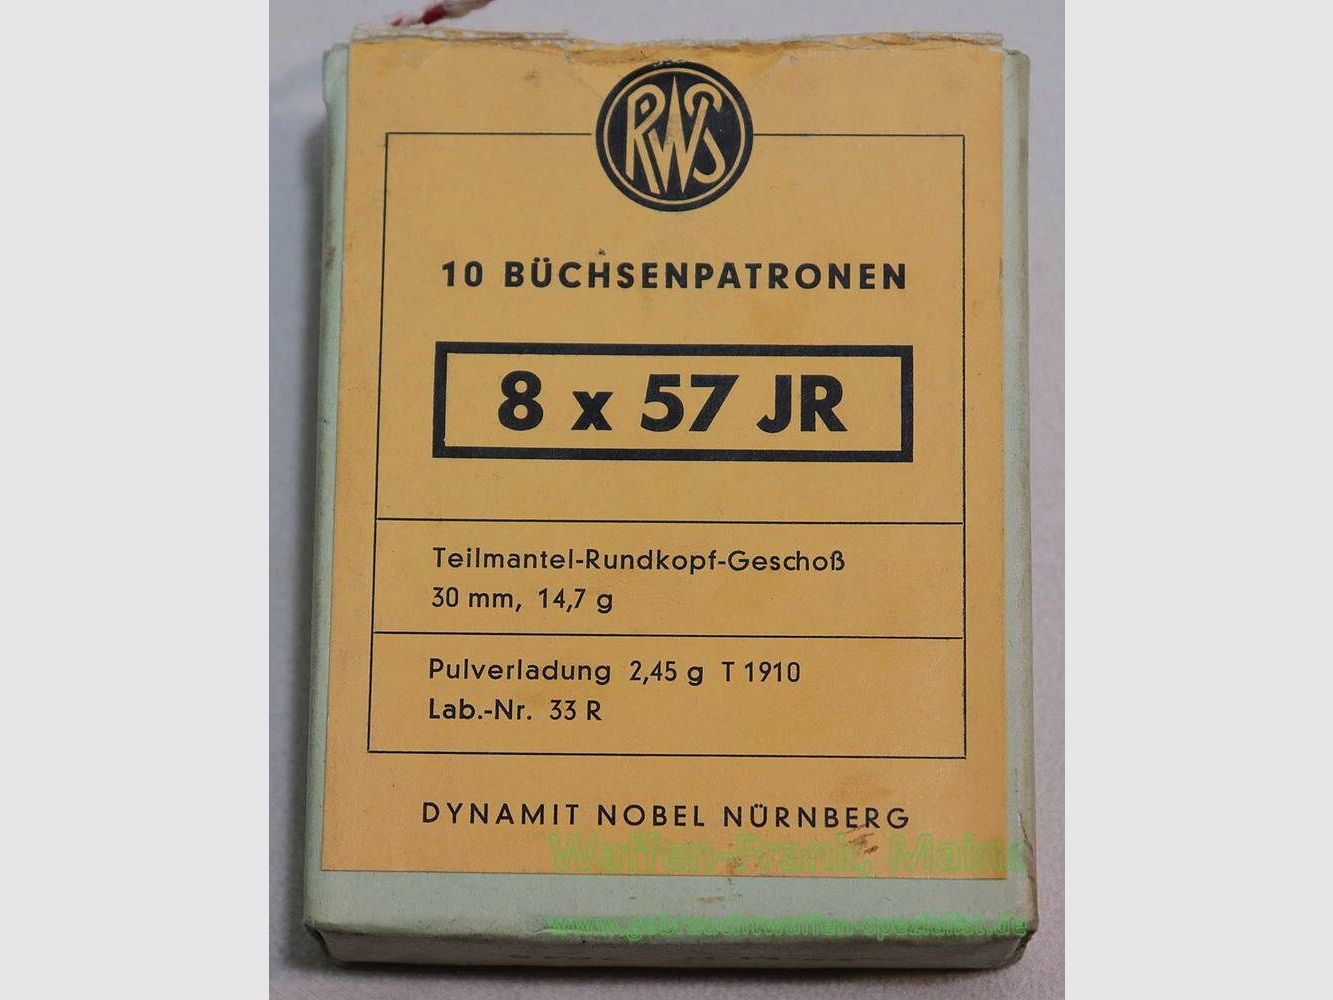 RWS
10 BÜCHSENPATRONEN
8 x 57 JR
Teilmantel-Rundkopf-Geschoß
30 mm, 14,7 g
Pulverladung 2,45 g T 1910
Lab.-Nr. 33 R
DYNAMIT NOBEL NÜRNBERG
Waffen-Frank, Mainz
www.gebrauchtwaffen-spezialist.de